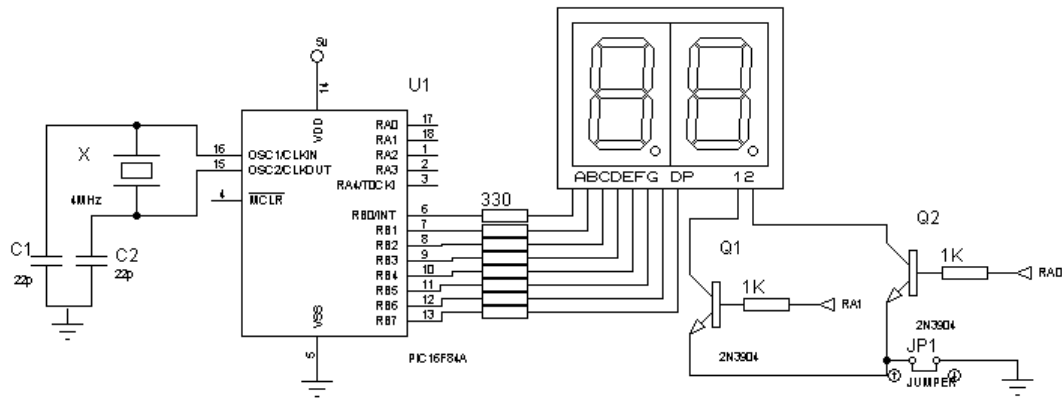 5V
U1
14
VDD
X
4MHz
16
OSC1/CLKIN
15
OSC2/CLKOUT
4
MCLR
RA0
17
RA1
18
RA2
1
RA3
2
RA4/T0CKI
3
RB0/INT
6
RB1
7
RB2
8
RB3
9
RB4
10
RB5
11
RB6
12
RB7
13
VSS
5
PIC16F84A
C1
22p
C2
22p
330
ABCDEFG DP 12
Q1
1K
RA1
2N3904
Q2
1K
RA0
2N3904
JP1
JUMPER